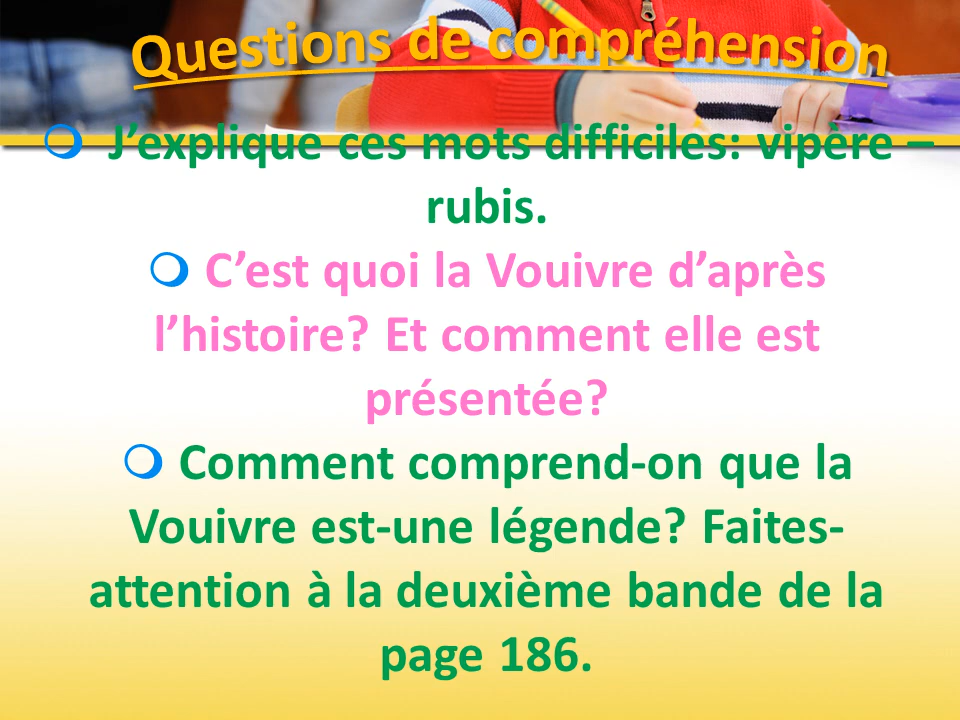 Questions de compréhension
❍ J’explique ces mots difficiles: vipère –
rubis.
❍ C’est quoi la Vouivre d’après
l’histoire? Et comment elle est
présentée?
❍ Comment comprend-on que la
Vouivre est-une légende? Faites-
attention à la deuxième bande de la
page 186.